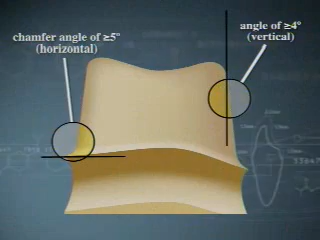 chamfer angle of ≥5°
(horizontal)
angle of ≥4°
(vertical)